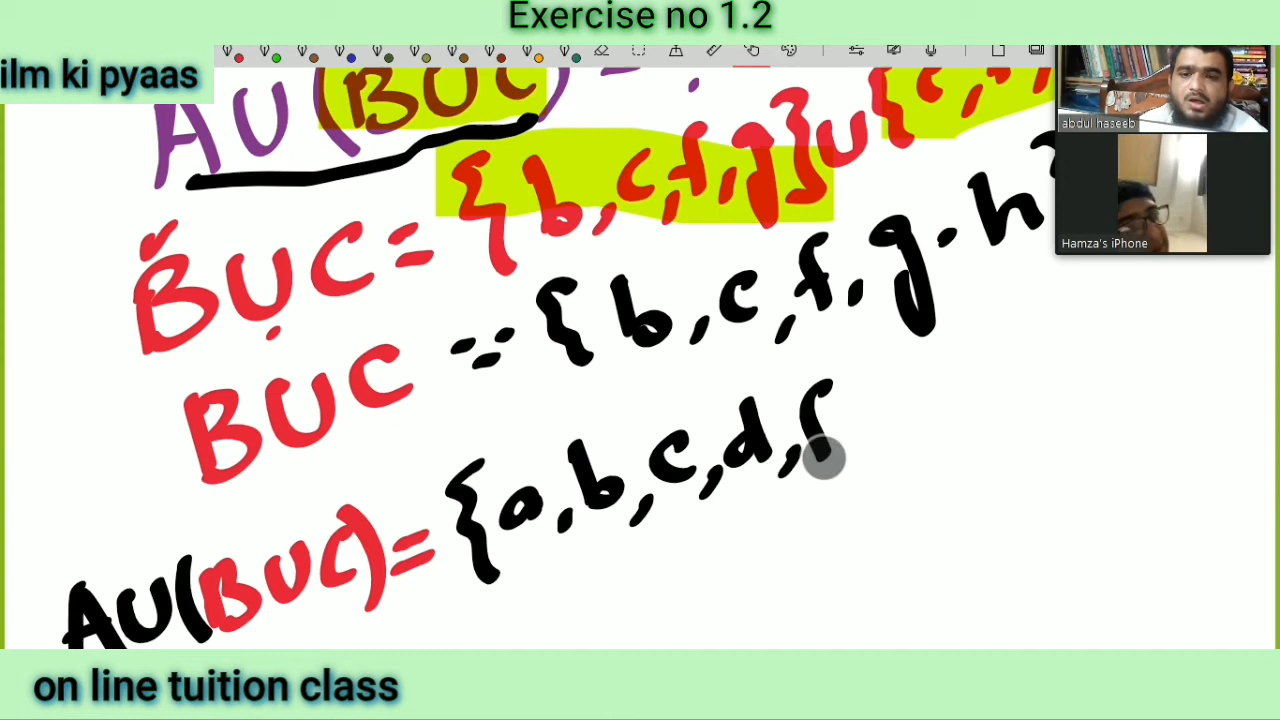 Exercise no 1.2
ilm ki pyaas
AU(BUC) =
BUC = {b,c,f,g}U{c,
BUC = {b,c,f,g.h
AU(BUC)={a,b,c,d,f
abdul haseeb
Hamza's iPhone
on line tuition class